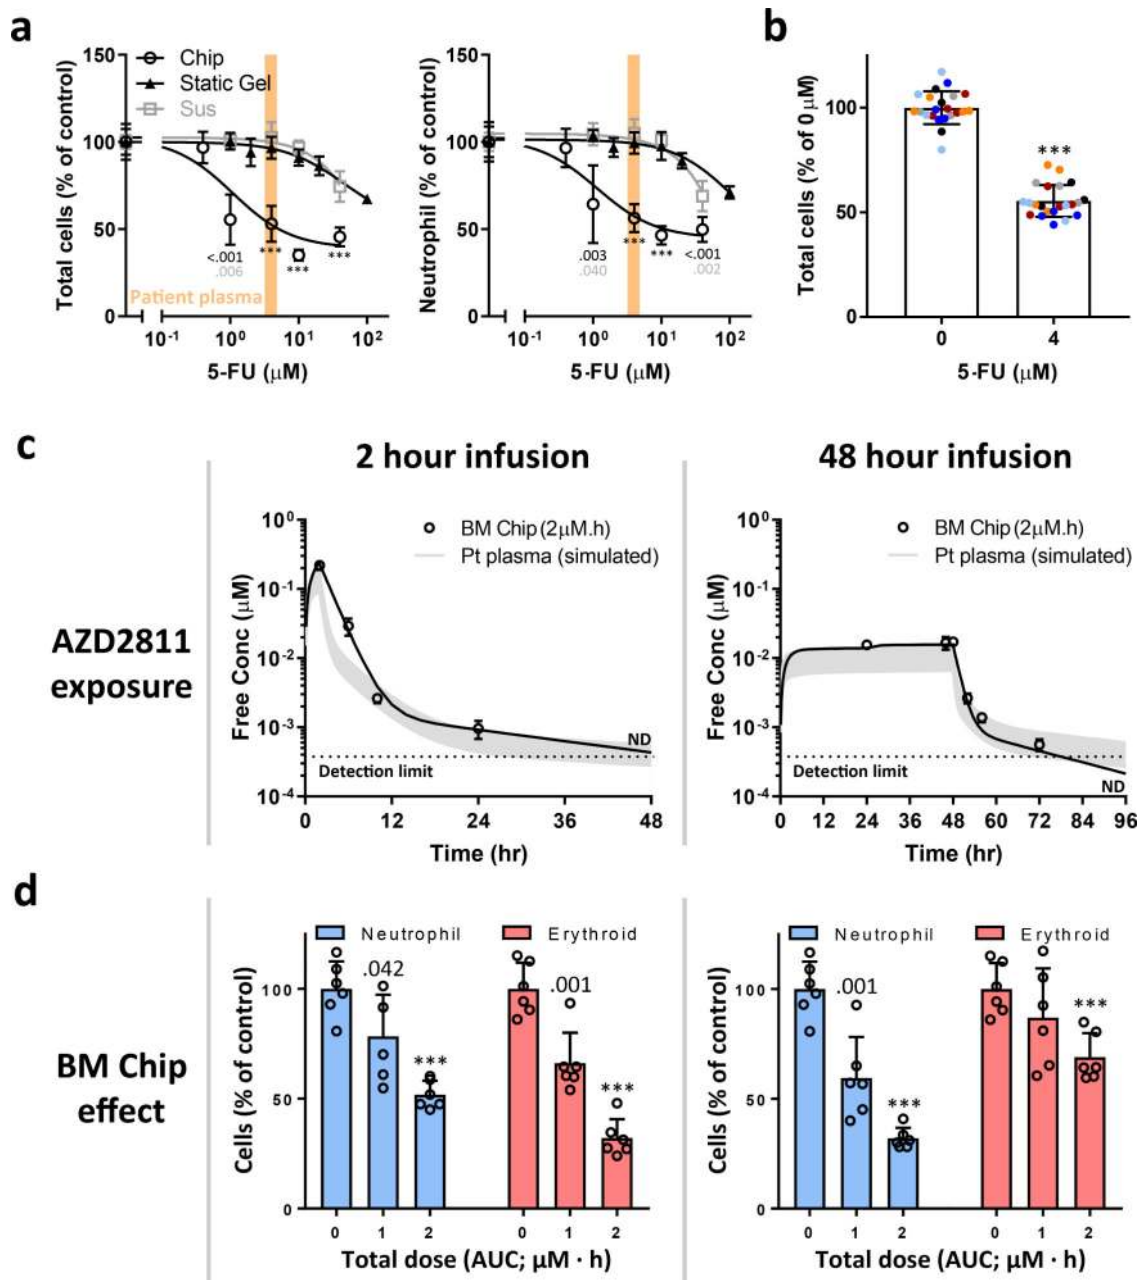 a
b
150
100
50
0
Total cells (% of control)
Chip
Static Gel
Sus
<.001
.006
***
***
***
Patient plasma
10⁻¹ 10⁰ 10¹ 10²
5-FU (μM)
150
100
50
0
Neutrophil (% of control)
.003
.040
***
***
<.001
.002
10⁻¹ 10⁰ 10¹ 10²
5-FU (μM)
Total cells (% of 0μM)
100
50
0
***
0 4
5-FU (μM)
c
2 hour infusion
48 hour infusion
AZD2811
exposure
Free Conc (μM)
10⁰
10⁻¹
10⁻²
10⁻³
10⁻⁴
BM Chip (2μM.h)
Pt plasma (simulated)
ND
Detection limit
0 12 24 36 48
Time (hr)
Free Conc (μM)
10⁰
10⁻¹
10⁻²
10⁻³
10⁻⁴
BM Chip (2μM.h)
Pt plasma (simulated)
Detection limit
ND
0 12 24 36 48 60 72 84 96
Time (hr)
d
BM Chip
effect
Cells (% of control)
100
50
0
Neutrophil
Erythroid
.042
***
.001
***
0 1 2 0 1 2
Total dose (AUC; μM · h)
Cells (% of control)
100
50
0
Neutrophil
Erythroid
.001
***
***
0 1 2 0 1 2
Total dose (AUC; μM · h)